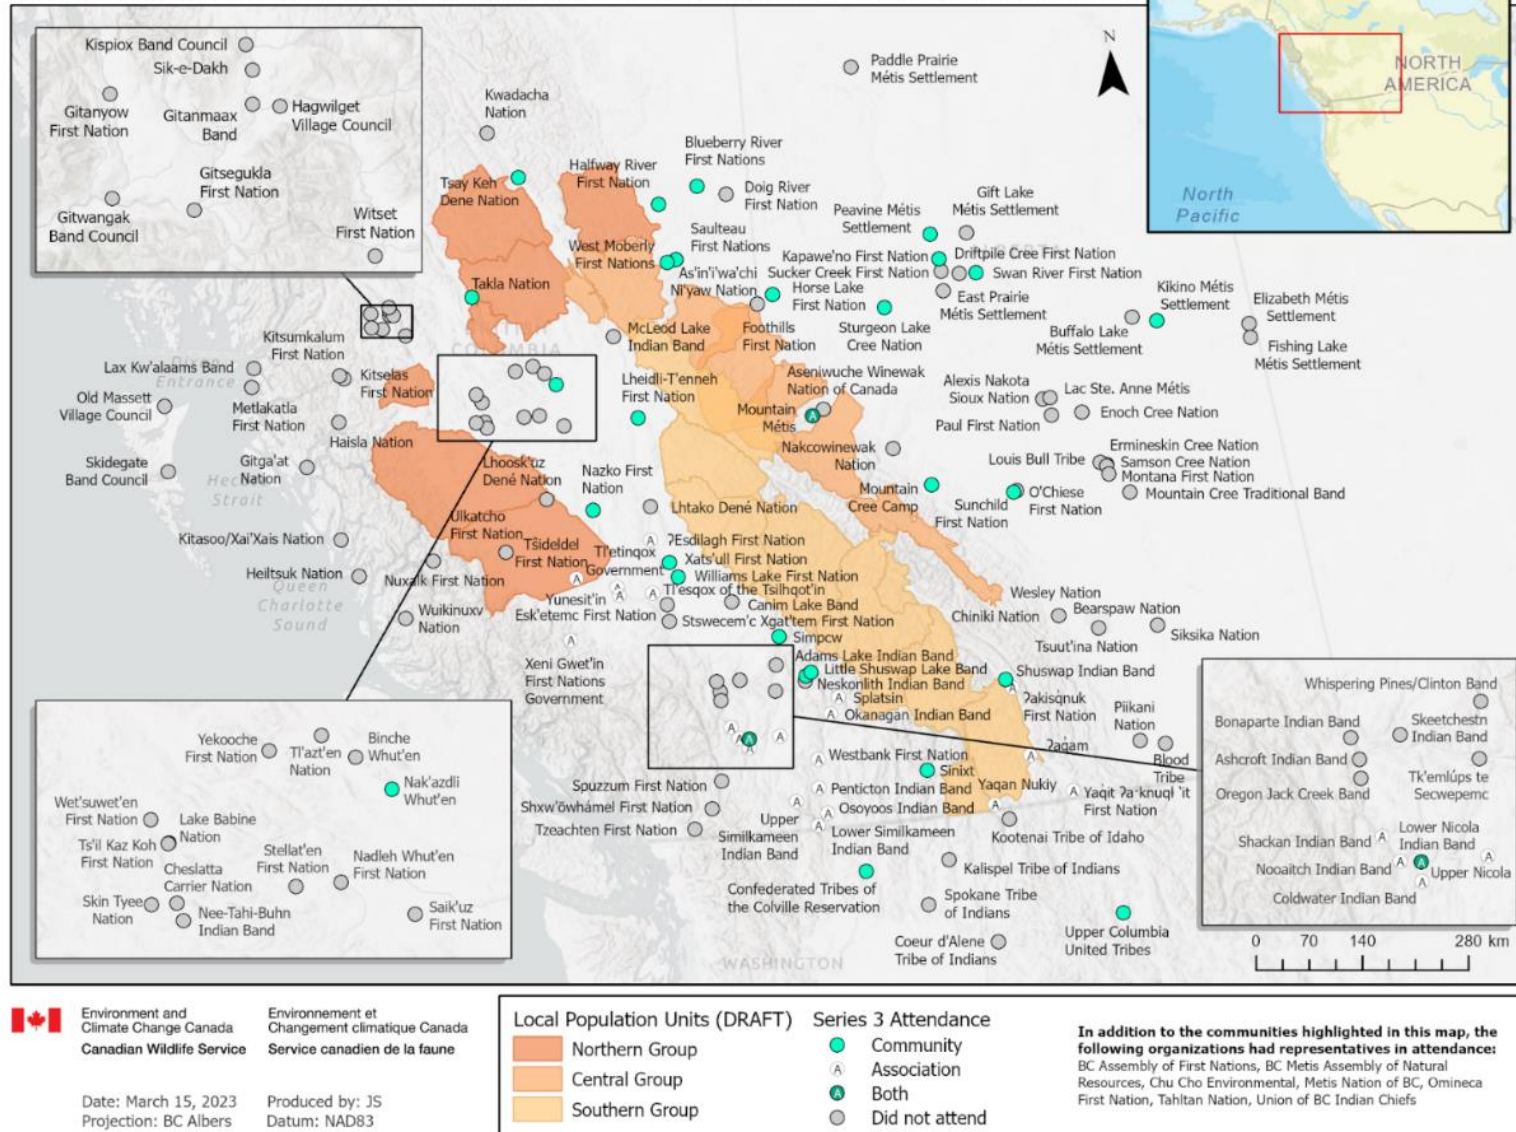 Kispiox Band Council
Sik-e-Dakh
Gitanyow
First Nation
Gitanmaax
Band
Hagwilget
Village Council
Gitsegukla
First Nation
Gitwangak
Band Council
Witset
First Nation
N
Paddle Prairie
Métis Settlement
NORTH
AMERICA
North
Pacific
Kwadacha
Nation
Blueberry River
First Nations
Halfway River
First Nation
Tsay Keh
Dene Nation
Doig River
First Nation
Gift Lake
Métis Settlement
Peavine Métis
Settlement
Saulteau
First Nations
West Moberly
First Nations
Kapawe'no First Nation
Driftpile Cree First Nation
As'in'i'wa'chi
Ni'yaw Nation
Sucker Creek First Nation
Swan River First Nation
Takla Nation
Horse Lake
First Nation
East Prairie
Métis Settlement
Kikino Métis
Settlement
Elizabeth Métis
Settlement
Kitsumkalum
First Nation
McLeod Lake
Indian Band
Foothills
First Nation
Sturgeon Lake
Cree Nation
Buffalo Lake
Métis Settlement
Fishing Lake
Métis Settlement
COLUMBIA
Dixon
Entrance
Lax Kw'alaams Band
Kitselas
First Nation
Lheidli-T'enneh
First Nation
Aseniwuche Winewak
Nation of Canada
Alexis Nakota
Sioux Nation
Lac Ste. Anne Métis
Old Massett
Village Council
Metlakatla
First Nation
Mountain
Métis
A
Paul First Nation
Enoch Cree Nation
Haisla Nation
Nakcowinewak
Nation
Ermineskin Cree Nation
Skidegate
Band Council
Gitga'at
Nation
Lhoosk'uz
Dené Nation
Nazko First
Nation
Louis Bull Tribe
Samson Cree Nation
Montana First Nation
Hecate
Strait
Mountain
Cree Camp
Sunchild
First Nation
O'Chiese
First Nation
Mountain Cree Traditional Band
Lhtako Dené Nation
Ulkatcho
First Nation
Kitasoo/Xai'Xais Nation
Tŝideldel
First Nation
A
ʔEsdilagh First Nation
Tl'etinqox
Government
Xats'ull First Nation
Heiltsuk Nation
Nuxalk First Nation
A
Williams Lake First Nation
Queen
Charlotte
Sound
Yunesit'in
A
A
A
Tl'esqox of the Tsilhqot'in
Wesley Nation
Wuikinuxv
Nation
Esk'etemc First Nation
Canim Lake Band
Chiniki Nation
Bearspaw Nation
Stswecem'c Xgat'tem First Nation
Tsuut'ina Nation
Siksika Nation
A
Simpcw
Xeni Gwet'in
First Nations
Government
Adams Lake Indian Band
Little Shuswap Lake Band
Shuswap Indian Band
Neskonlith Indian Band
A
A
Splatsin
ʔakisq̓nuk
First Nation
Piikani
Nation
A
Okanagan Indian Band
A
A
A
A
A
ʔaq̓am
A
Westbank First Nation
A
Blood
Tribe
Sinixt
Spuzzum First Nation
A
Penticton Indian Band
Yaqan Nukiy
A
Yaq̓it ʔa·knuqⱡi'it
First Nation
Shxw'ōwhámel First Nation
A
Osoyoos Indian Band
A
Tzeachten First Nation
Upper
Similkameen
Indian Band
A
A
Lower Similkameen
Indian Band
Kootenai Tribe of Idaho
Kalispel Tribe of Indians
Confederated Tribes of
the Colville Reservation
Spokane Tribe
of Indians
Coeur d'Alene
Tribe of Indians
Upper Columbia
United Tribes
WASHINGTON
Yekooche
First Nation
Tl'azt'en
Nation
Binche
Whut'en
Nak'azdli
Whut'en
Wet'suwet'en
First Nation
Lake Babine
Nation
Ts'il Kaz Koh
First Nation
Stellat'en
First Nation
Cheslatta
Carrier Nation
Nadleh Whut'en
First Nation
Skin Tyee
Nation
Nee-Tahi-Buhn
Indian Band
Saik'uz
First Nation
Whispering Pines/Clinton Band
Bonaparte Indian Band
Skeetchestn
Indian Band
Ashcroft Indian Band
Tk'emlúps te
Secwepemc
Oregon Jack Creek Band
Shackan Indian Band
A
Lower Nicola
Indian Band
Nooaitch Indian Band
A
A
A
Upper Nicola
A
Coldwater Indian Band
0 70 140 280 km
Environment and
Climate Change Canada
Canadian Wildlife Service
Environnement et
Changement climatique Canada
Service canadien de la faune
Date: March 15, 2023
Projection: BC Albers
Produced by: JS
Datum: NAD83
Local Population Units (DRAFT)
Northern Group
Central Group
Southern Group
Series 3 Attendance
Community
A
Association
A
Both
Did not attend
In addition to the communities highlighted in this map, the
following organizations had representatives in attendance:
BC Assembly of First Nations, BC Metis Assembly of Natural
Resources, Chu Cho Environmental, Metis Nation of BC, Omineca
First Nation, Tahltan Nation, Union of BC Indian Chiefs